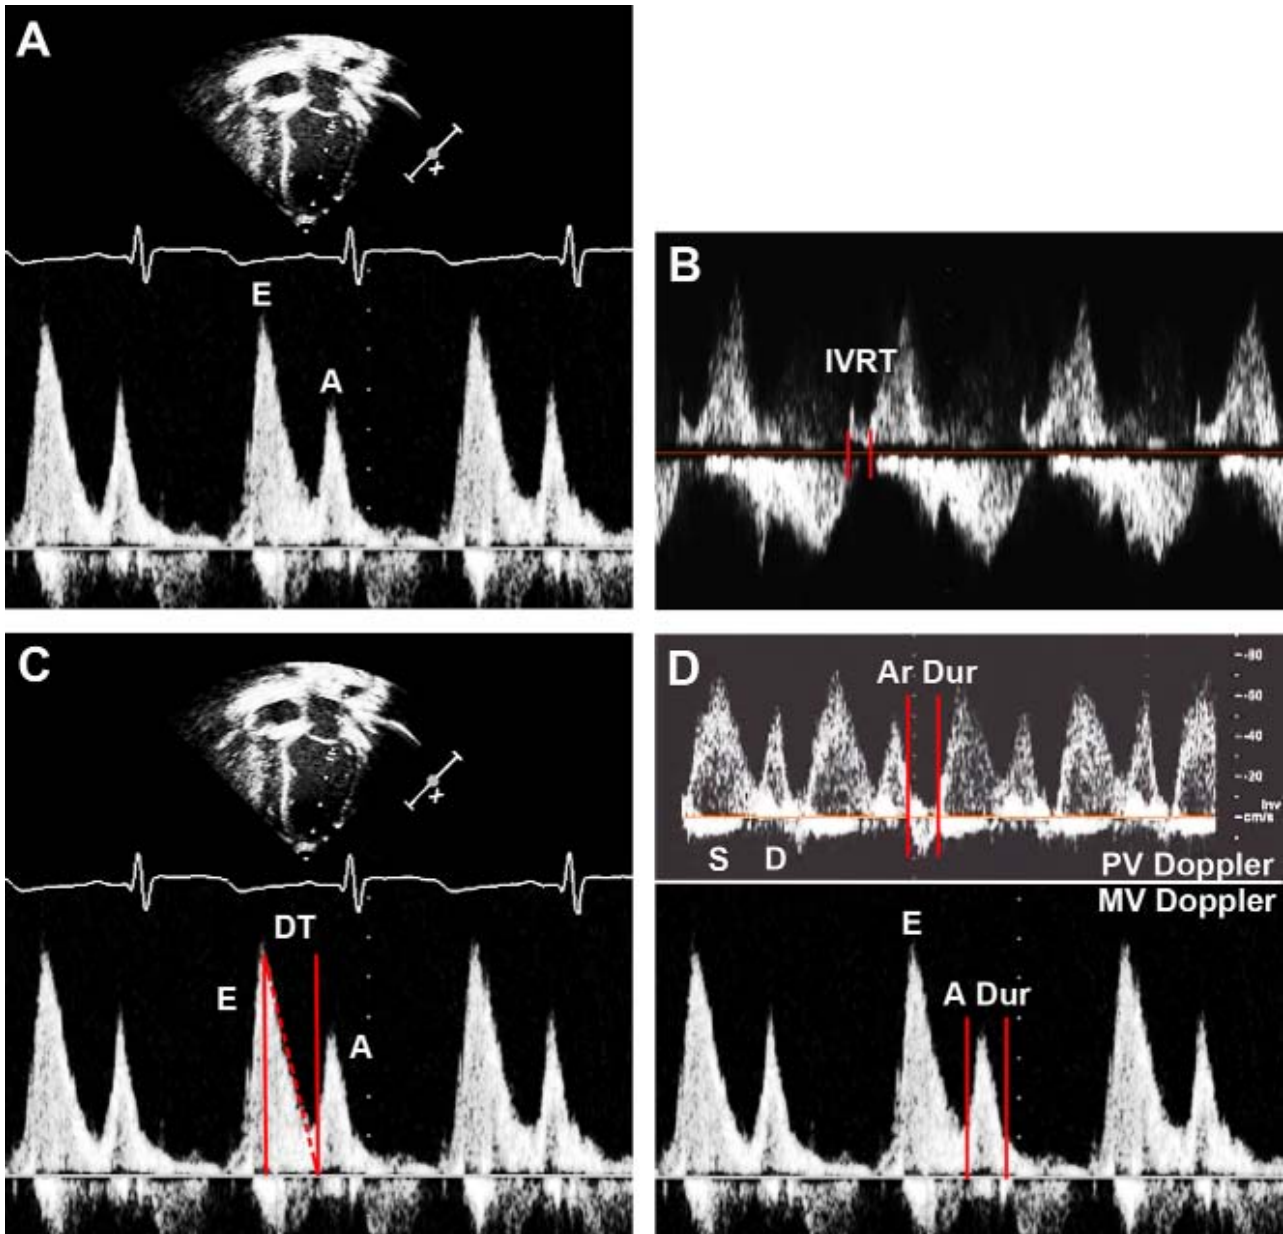 A
E
A
B
IVRT
C
DT
E
A
D
Ar Dur
-80
-60
-40
-20
Inv
cm/s
S D
PV Doppler
MV Doppler
E
A Dur